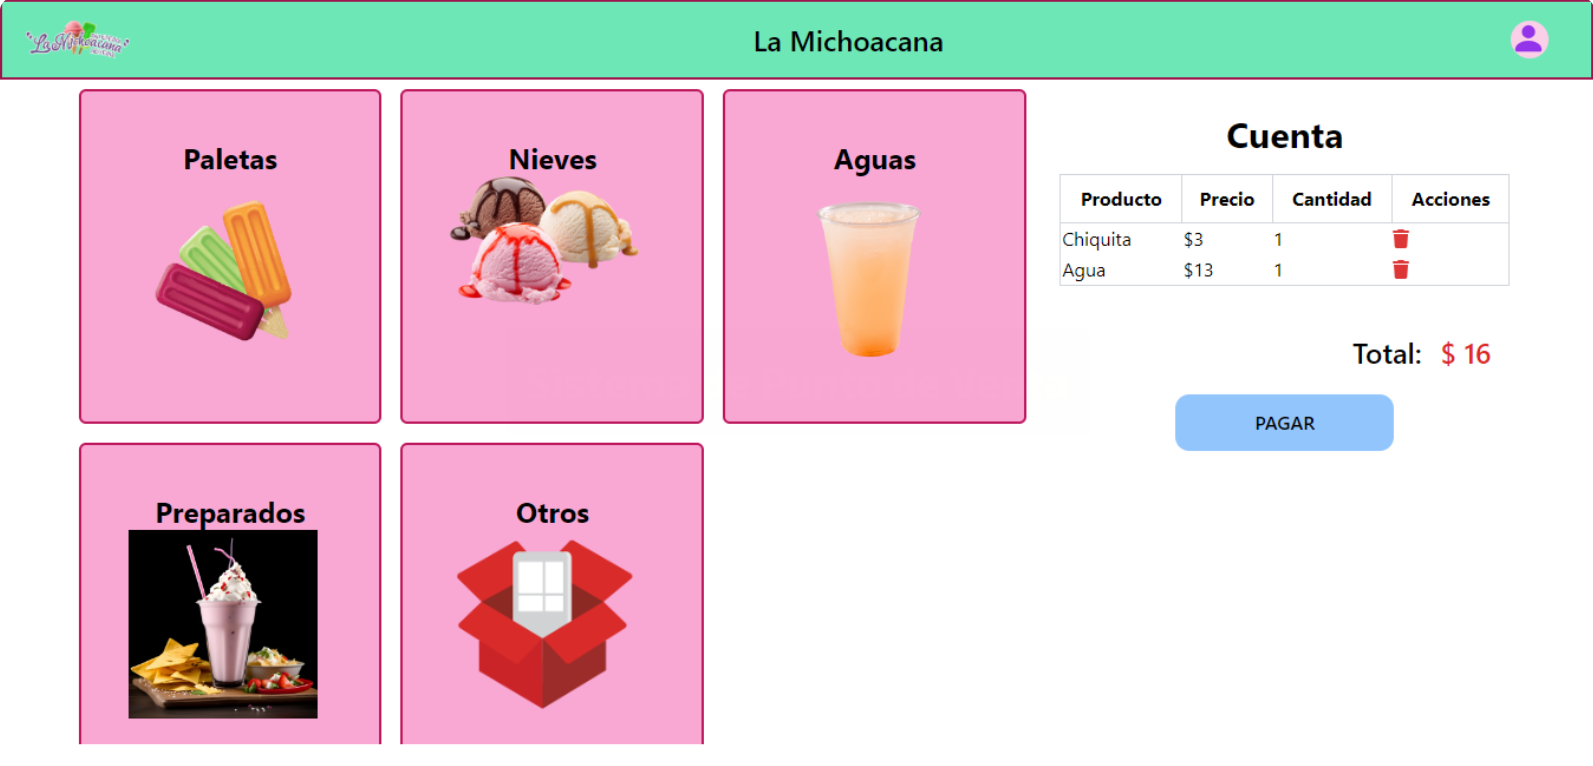 La Michoacana
La Michoacana
Paletas
Nieves
Aguas
Preparados
Otros
Cuenta
Producto Precio Cantidad Acciones
Chiquita $3 1
Agua $13 1
Total: $ 16
PAGAR